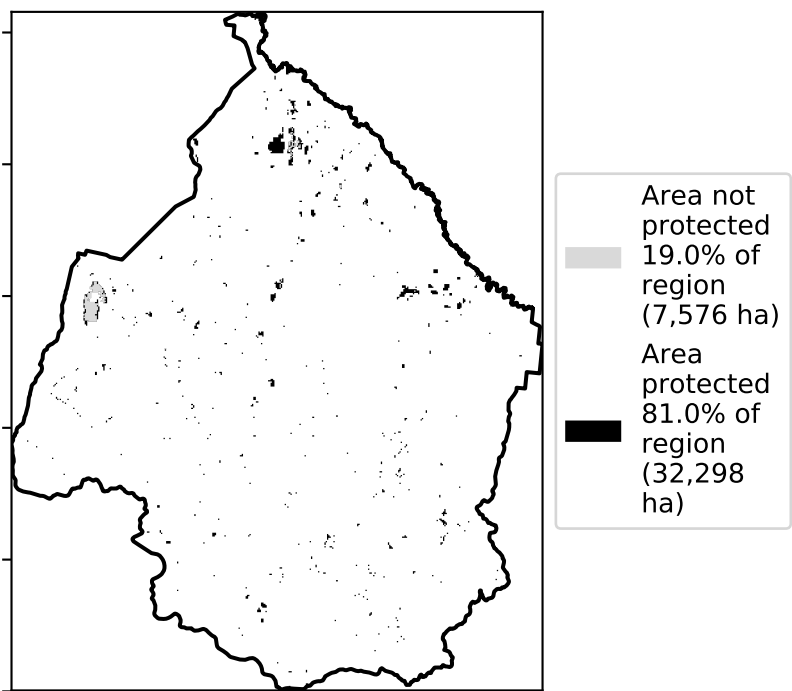 Area not
protected
19.0% of
region
(7,576 ha)
Area
protected
81.0% of
region
(32,298
ha)